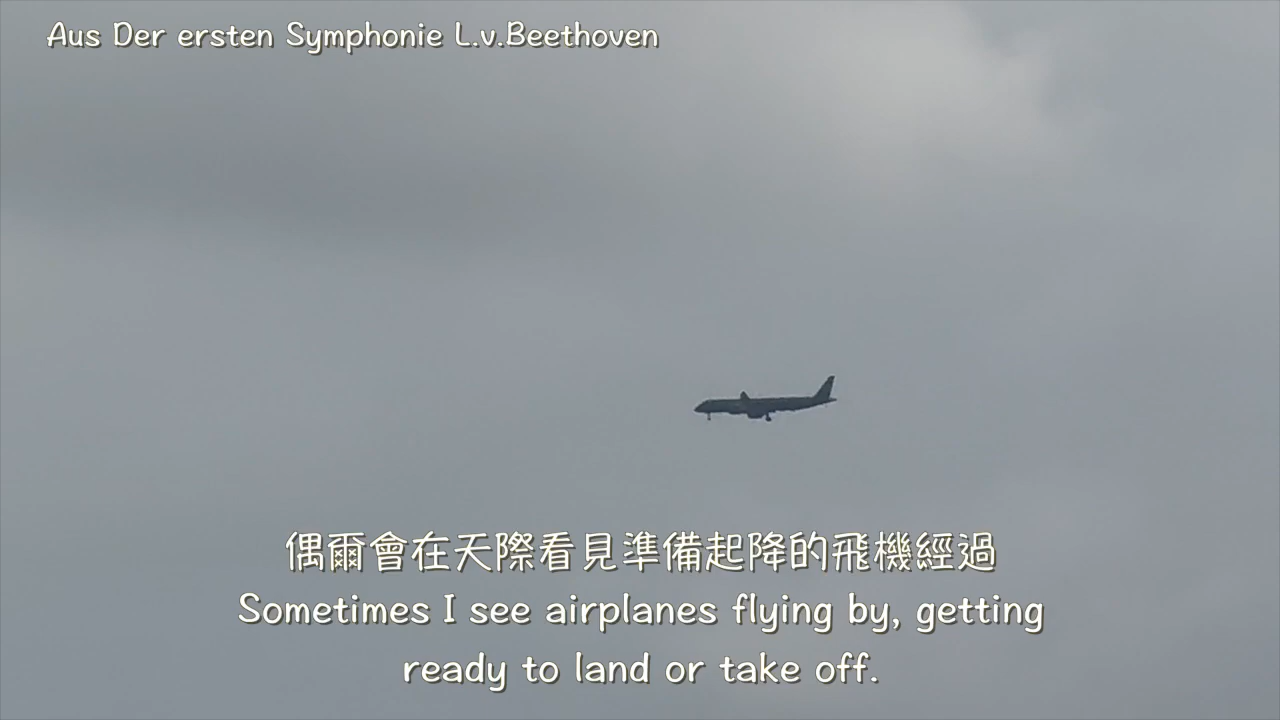 Aus Der ersten Symphonie L.v.Beethoven
偶爾會在天際看見準備起降的飛機經過
Sometimes I see airplanes flying by, getting
ready to land or take off.